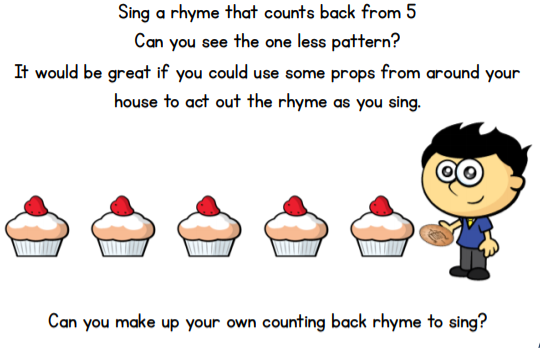 Sing a rhyme that counts back from 5
Can you see the one less pattern?
It would be great if you could use some props from around your
house to act out the rhyme as you sing.
Can you make up your own counting back rhyme to sing?